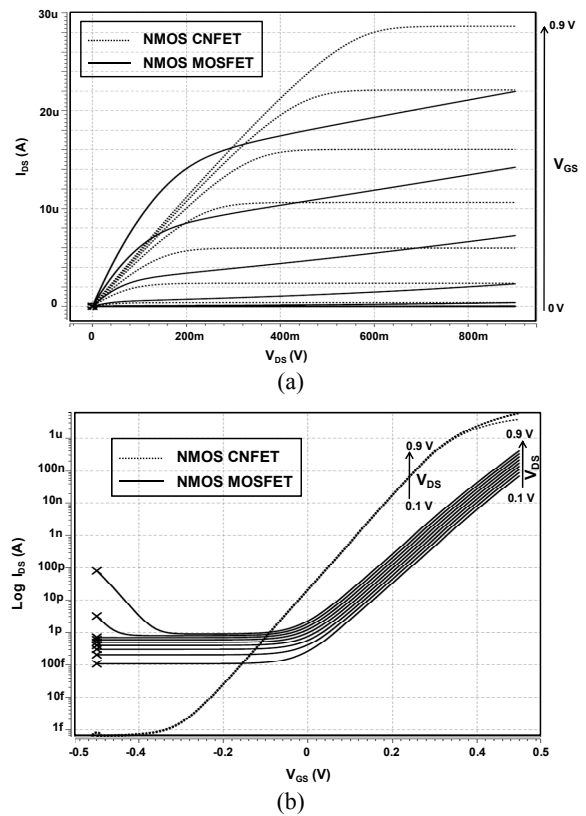 30u
NMOS CNFET
NMOS MOSFET
0.9 V
20u
I_DS (A)
V_GS
10u
0
0 V
0 200m 400m 600m 800m
V_DS (V)
(a)
1u
NMOS CNFET
NMOS MOSFET
0.9 V
0.9 V
100n
V_DS
V_DS
10n
0.1 V
0.1 V
1n
Log I_DS (A)
100p
10p
1p
100f
10f
1f
-0.5 -0.4 -0.2 0 0.2 0.4 0.5
V_GS (V)
(b)